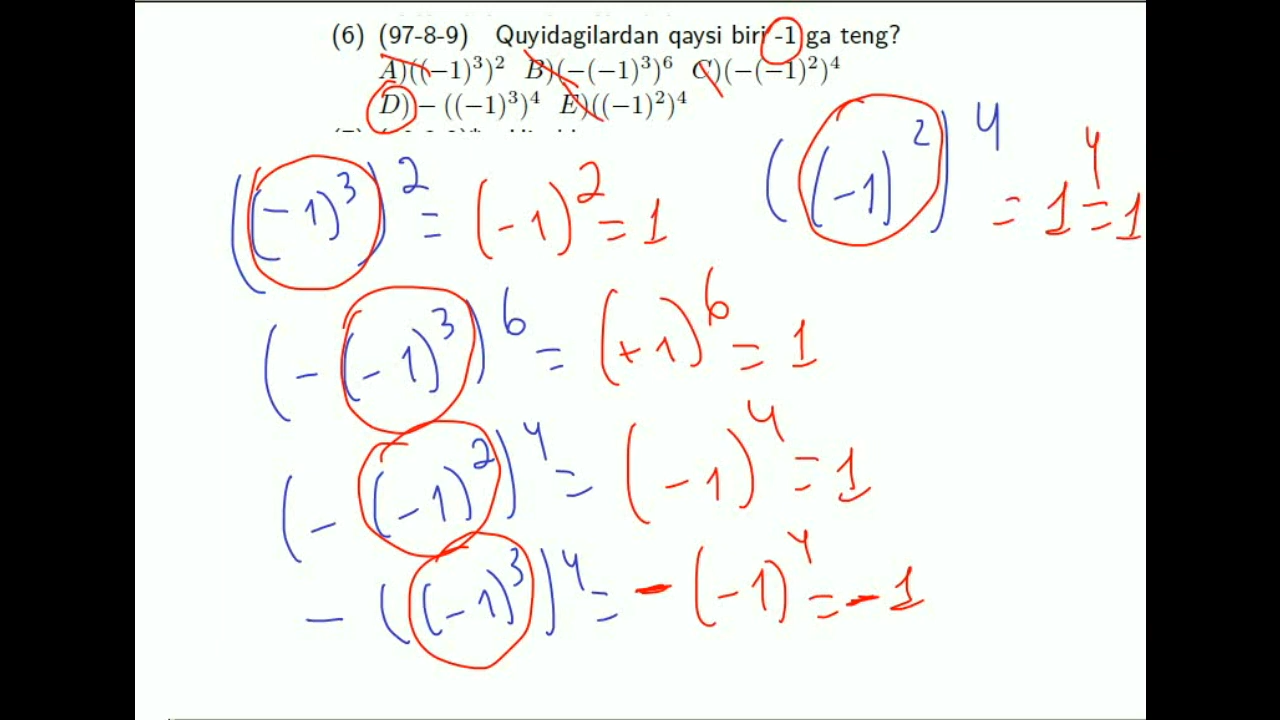 (6) (97-8-9) Quyidagilardan qaysi biri -1 ga teng?
A)((−1)³)² B)(−(−1)³)⁶ C)(−(−1)²)⁴
D)− ((−1)³)⁴ E)((−1)²)⁴
((-1)³)² = (-1)² = 1
((-1)²)⁴ = 1⁴ = 1
(-(-1)³)⁶ = (+1)⁶ = 1
(-(-1)²)⁴ = (-1)⁴ = 1
-((-1)³)⁴ = -(-1)⁴ = -1